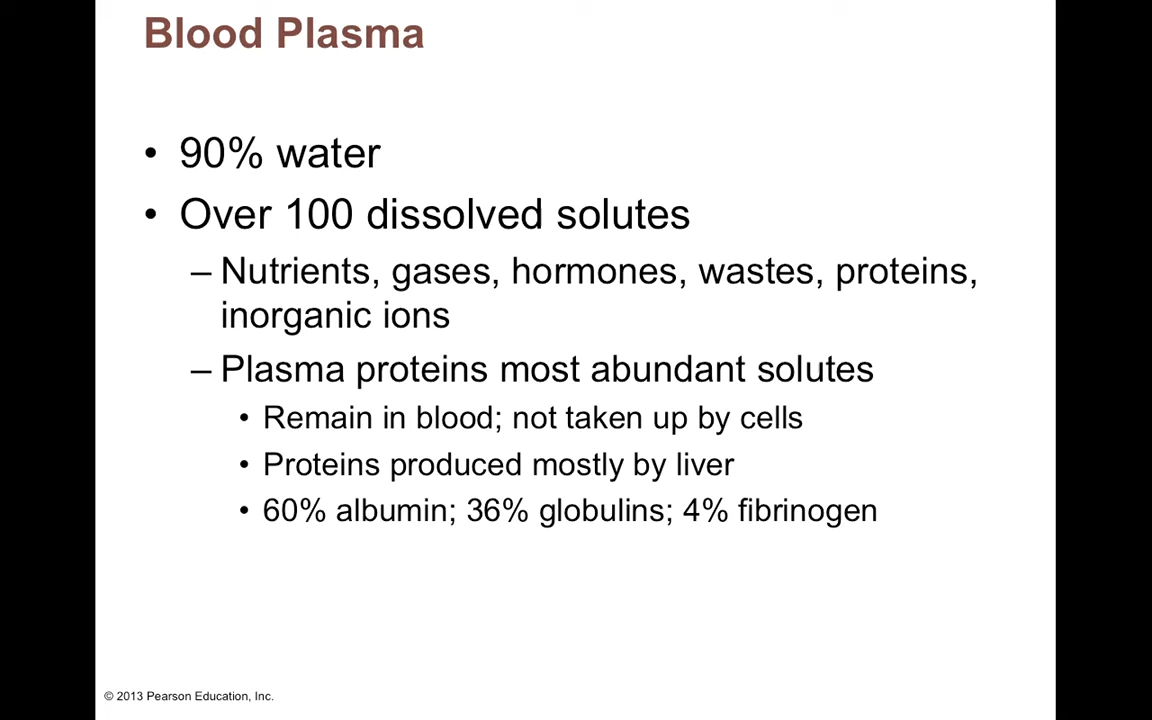 Blood Plasma
• 90% water
• Over 100 dissolved solutes
– Nutrients, gases, hormones, wastes, proteins,
inorganic ions
– Plasma proteins most abundant solutes
• Remain in blood; not taken up by cells
• Proteins produced mostly by liver
• 60% albumin; 36% globulins; 4% fibrinogen
© 2013 Pearson Education, Inc.